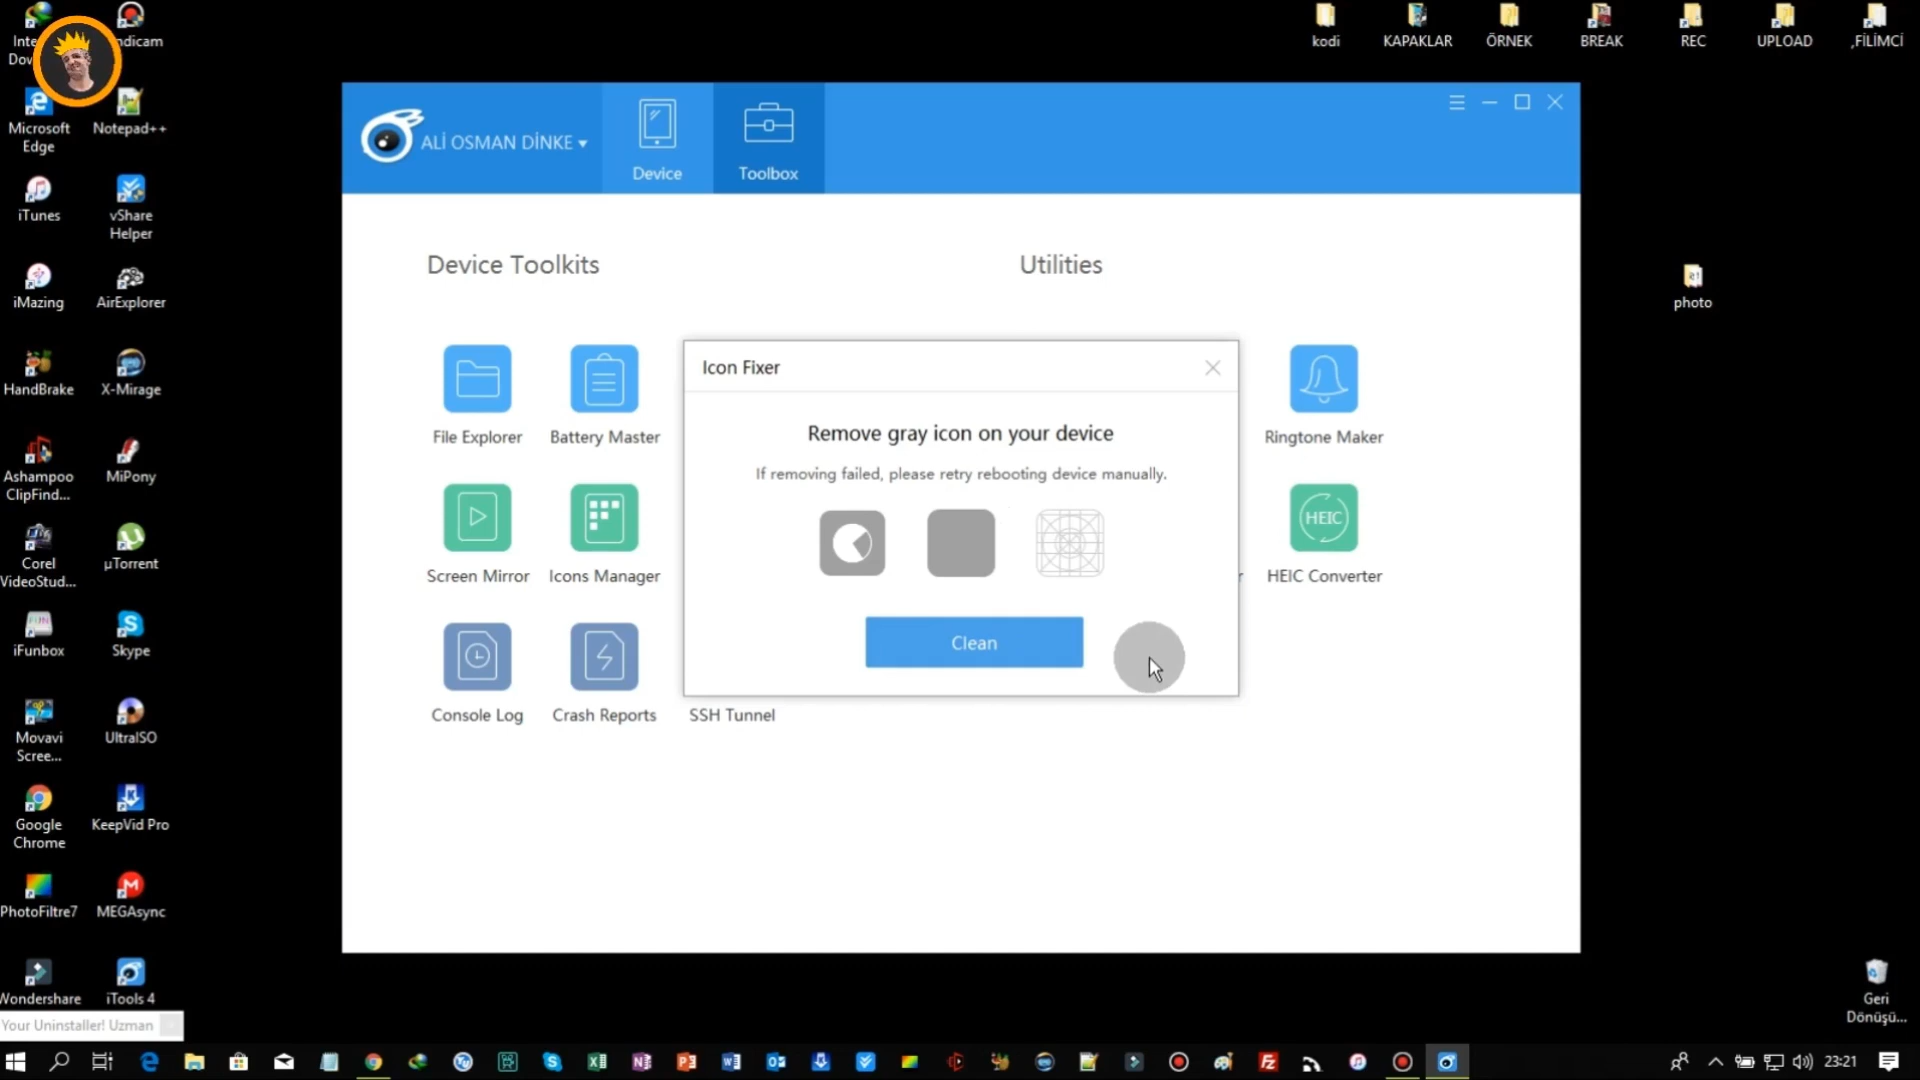 kodi
KAPAKLAR
ÖRNEK
BREAK
REC
UPLOAD
,FİLİMCİ
Microsoft
Edge
Notepad++
iTunes
vShare
Helper
iMazing
AirExplorer
HandBrake
X-Mirage
Ashampoo
ClipFind...
MiPony
Corel
VideoStud...
µTorrent
iFunbox
Skype
Movavi
Scree...
UltraISO
Google
Chrome
KeepVid Pro
PhotoFiltre7
MEGAsync
Wondershare
iTools 4
Your Uninstaller! Uzman
ALİ OSMAN DİNKE
Device
Toolbox
Device Toolkits
Utilities
File Explorer
Battery Master
Ringtone Maker
Screen Mirror
Icons Manager
HEIC
HEIC Converter
Console Log
Crash Reports
SSH Tunnel
Icon Fixer
Remove gray icon on your device
If removing failed, please retry rebooting device manually.
Clean
photo
Geri
Dönüşü...
23:21